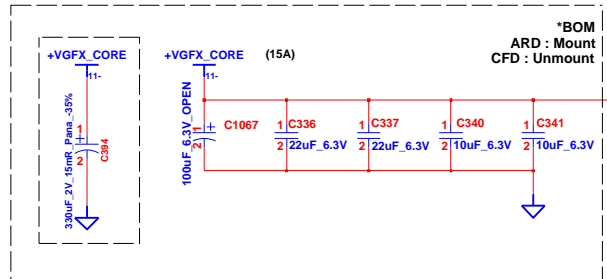 *BOM
ARD : Mount
CFD : Unmount
+VGFX_CORE
11-
330uF_2V_15mR_Pana_-35%
1
+
2
C394
+VGFX_CORE
(15A)
11-
100uF_6.3V_OPEN
1
+
2
C1067
1
C336
2
22uF_6.3V
1
C337
2
22uF_6.3V
1
C340
2
10uF_6.3V
1
C341
2
10uF_6.3V